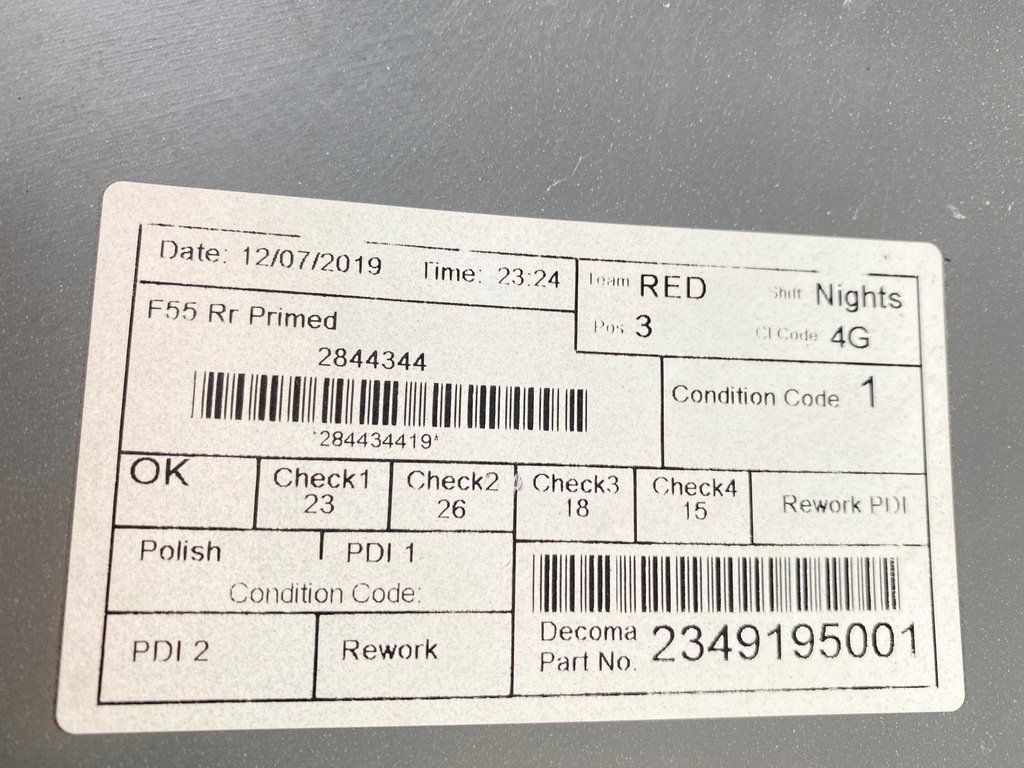 Date: 12/07/2019 Time: 23:24
Team RED Shift Nights
Pos 3 CI Code 4G
F55 Rr Primed
2844344
*284434419*
Condition Code 1
OK
Check1 23
Check2 26
Check3 18
Check4 15
Rework PDI
Polish PDI 1
Condition Code:
PDI 2 Rework
Decoma Part No. 2349195001